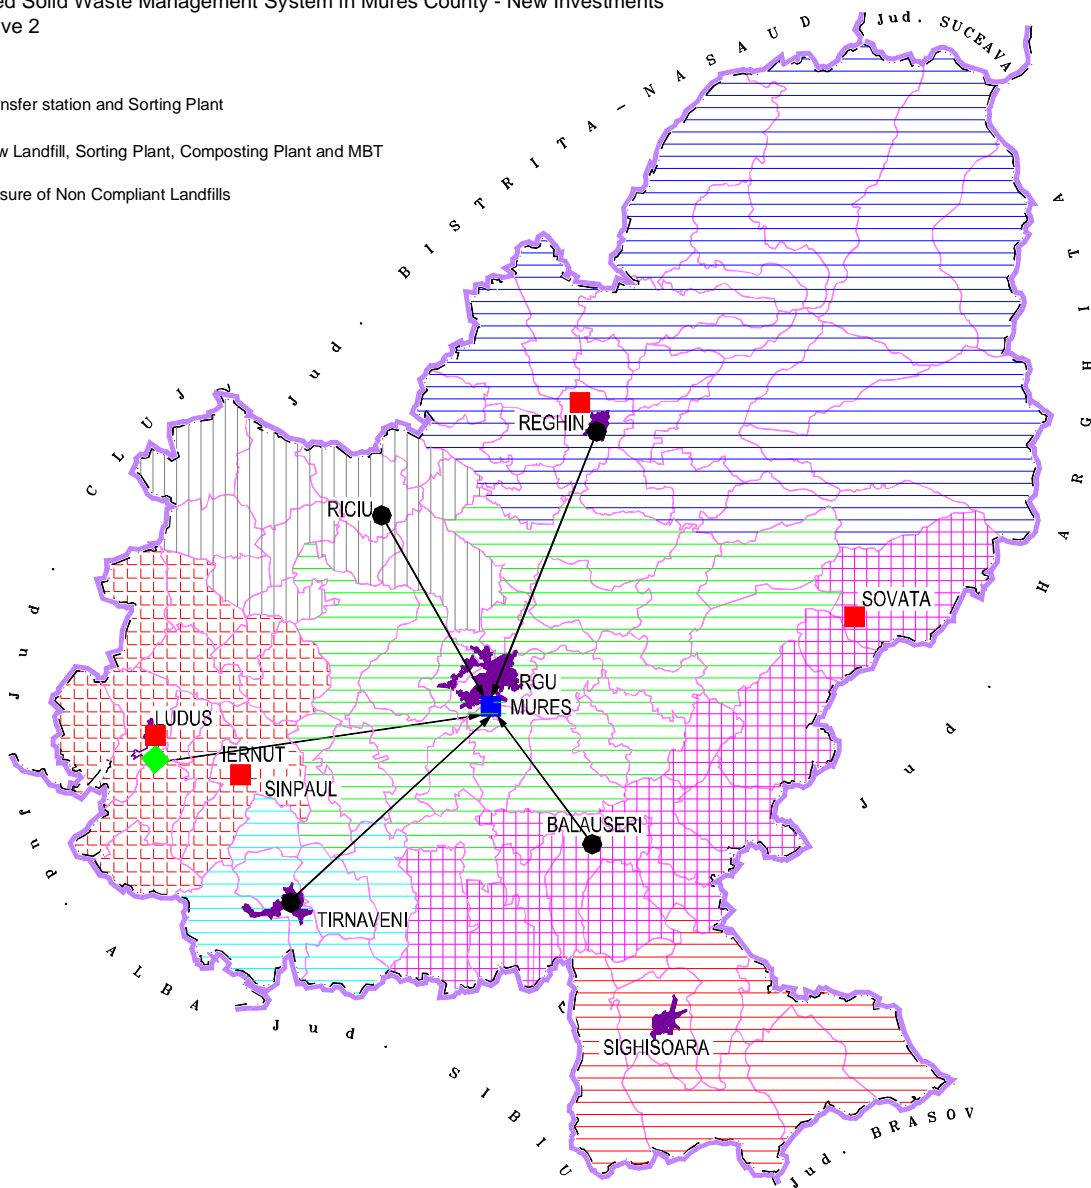 ed Solid Waste Management System in Mures County - New Investments
ve 2
nsfer station and Sorting Plant
w Landfill, Sorting Plant, Composting Plant and MBT
sure of Non Compliant Landfills
Jud. SUCEAVA
Jud. BISTRITA-NASAUD
Jud. HARGHITA
Jud. CLUJ
REGHIN
RICIU
SOVATA
RGU
MURES
LUDUS
IERNUT
SINPAUL
BALAUSERI
TIRNAVENI
SIGHISOARA
Jud. ALBA
Jud. SIBIU
Jud. BRASOV